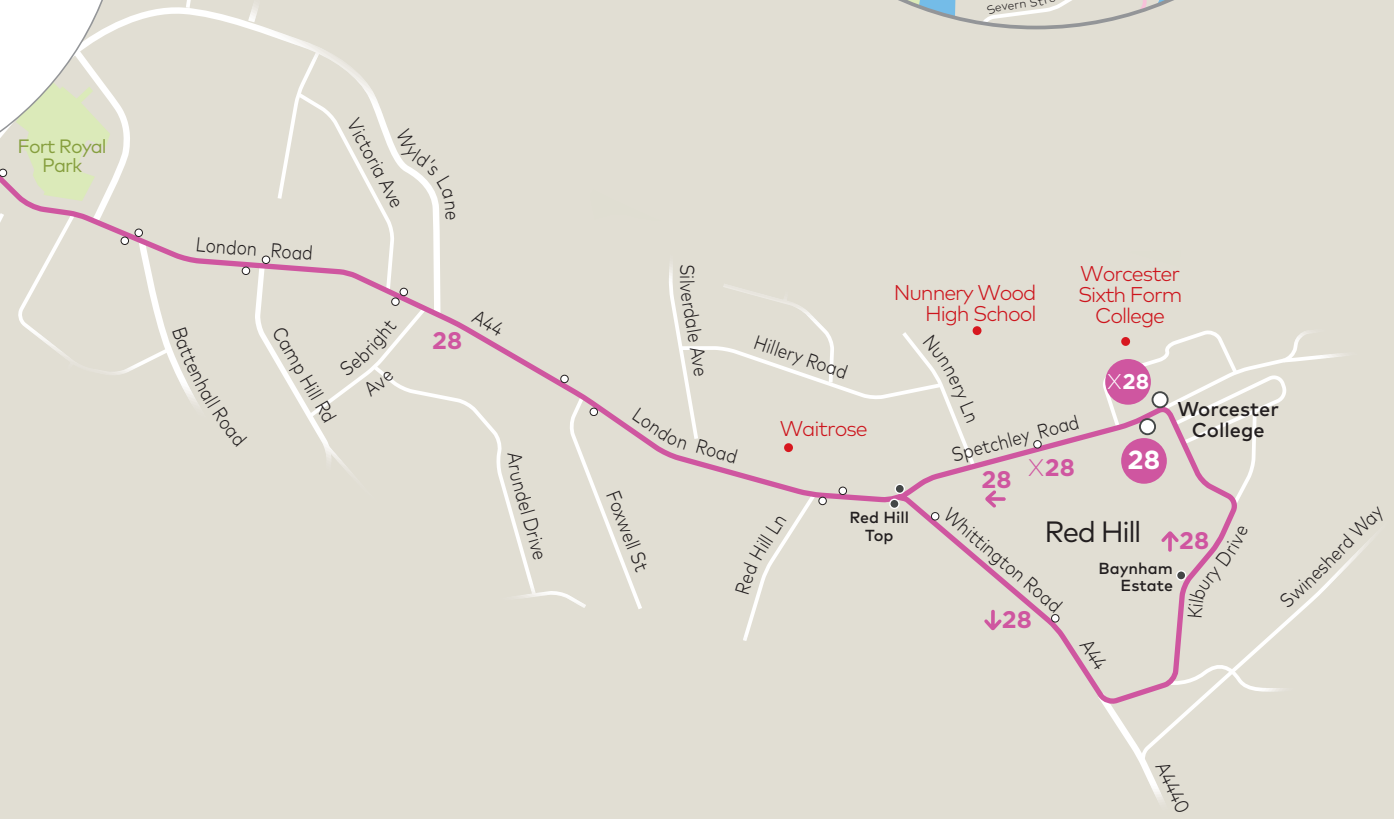 Severn Str
Fort Royal
Park
Victoria Ave
Wyld's Lane
London Road
Battenhall Road
Camp Hill Rd
Sebright
Ave
28
A44
Silverdale Ave
Hillery Road
Nunnery Wood
High School
Worcester
Sixth Form
College
Nunnery Ln
X28
Worcester
College
28
London Road
Waitrose
Spetchley Road
28
←
X28
Arundel Drive
Foxwell St
Red Hill Ln
Red Hill
Top
Whittington Road
Red Hill
↑28
Baynham
Estate
Kilbury Drive
Swinesherd Way
↓28
A44
A4440